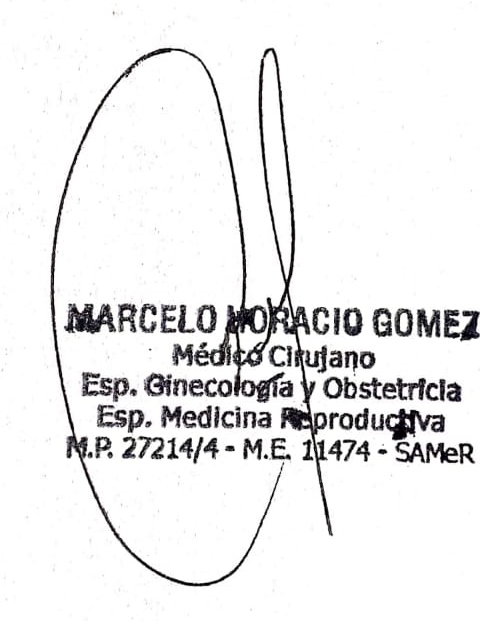 MARCELO HORACIO GOMEZ
Médico Cirujano
Esp. Ginecología y Obstetricia
Esp. Medicina Reproductiva
M.P. 27214/4 - M.E. 11474 - SAMeR